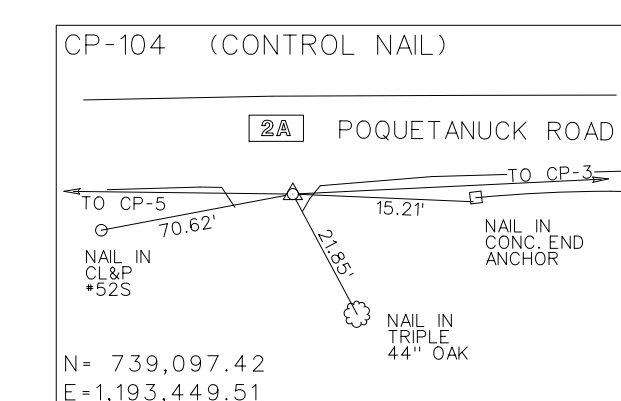 CP-104 (CONTROL NAIL)
2A
POQUETANUCK ROAD
TO CP-3
TO CP-5
70.62'
15.21'
21.85'
NAIL IN
CONC. END
ANCHOR
NAIL IN
CL&P
#52S
NAIL IN
TRIPLE
44" OAK
N= 739,097.42
E=1,193,449.51